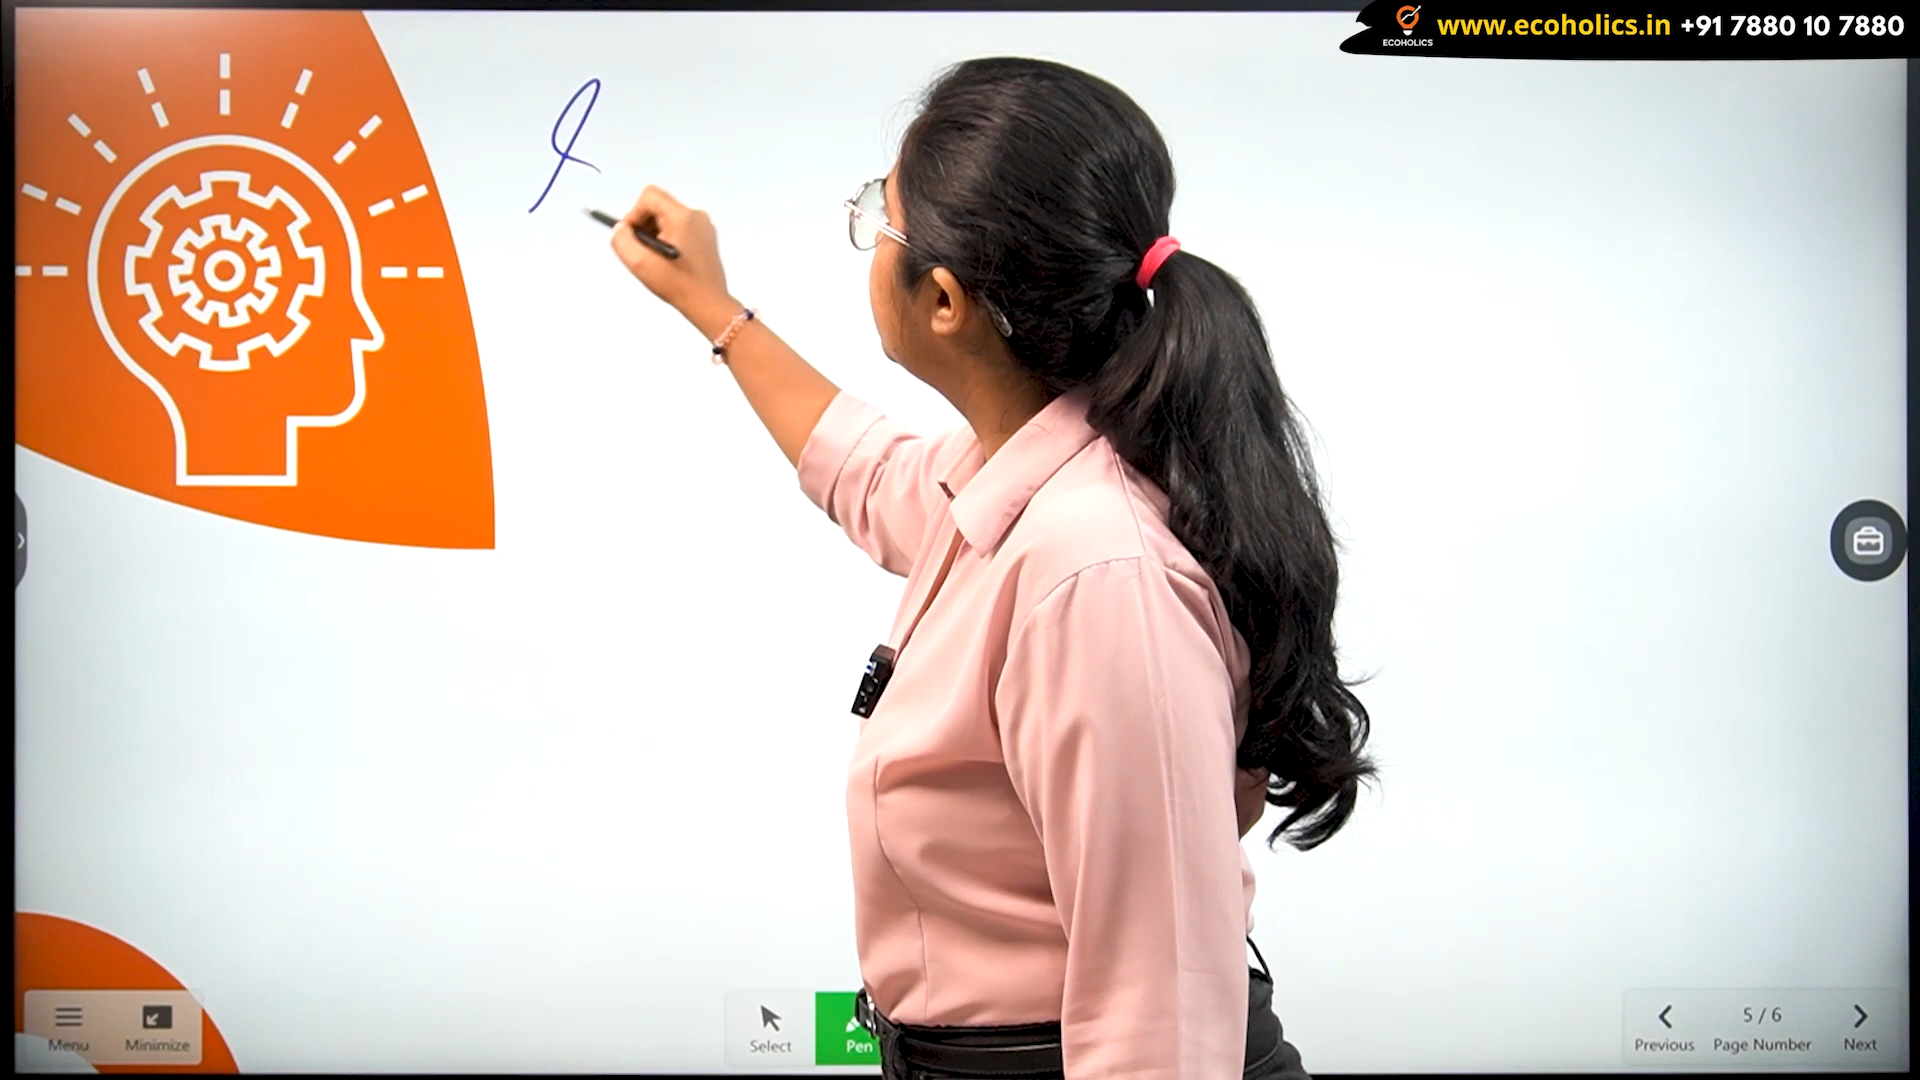 ECOHOLICS
www.ecoholics.in +91 7880 10 7880
Menu
Minimize
Select
Pen
Previous
5 / 6
Page Number
Next